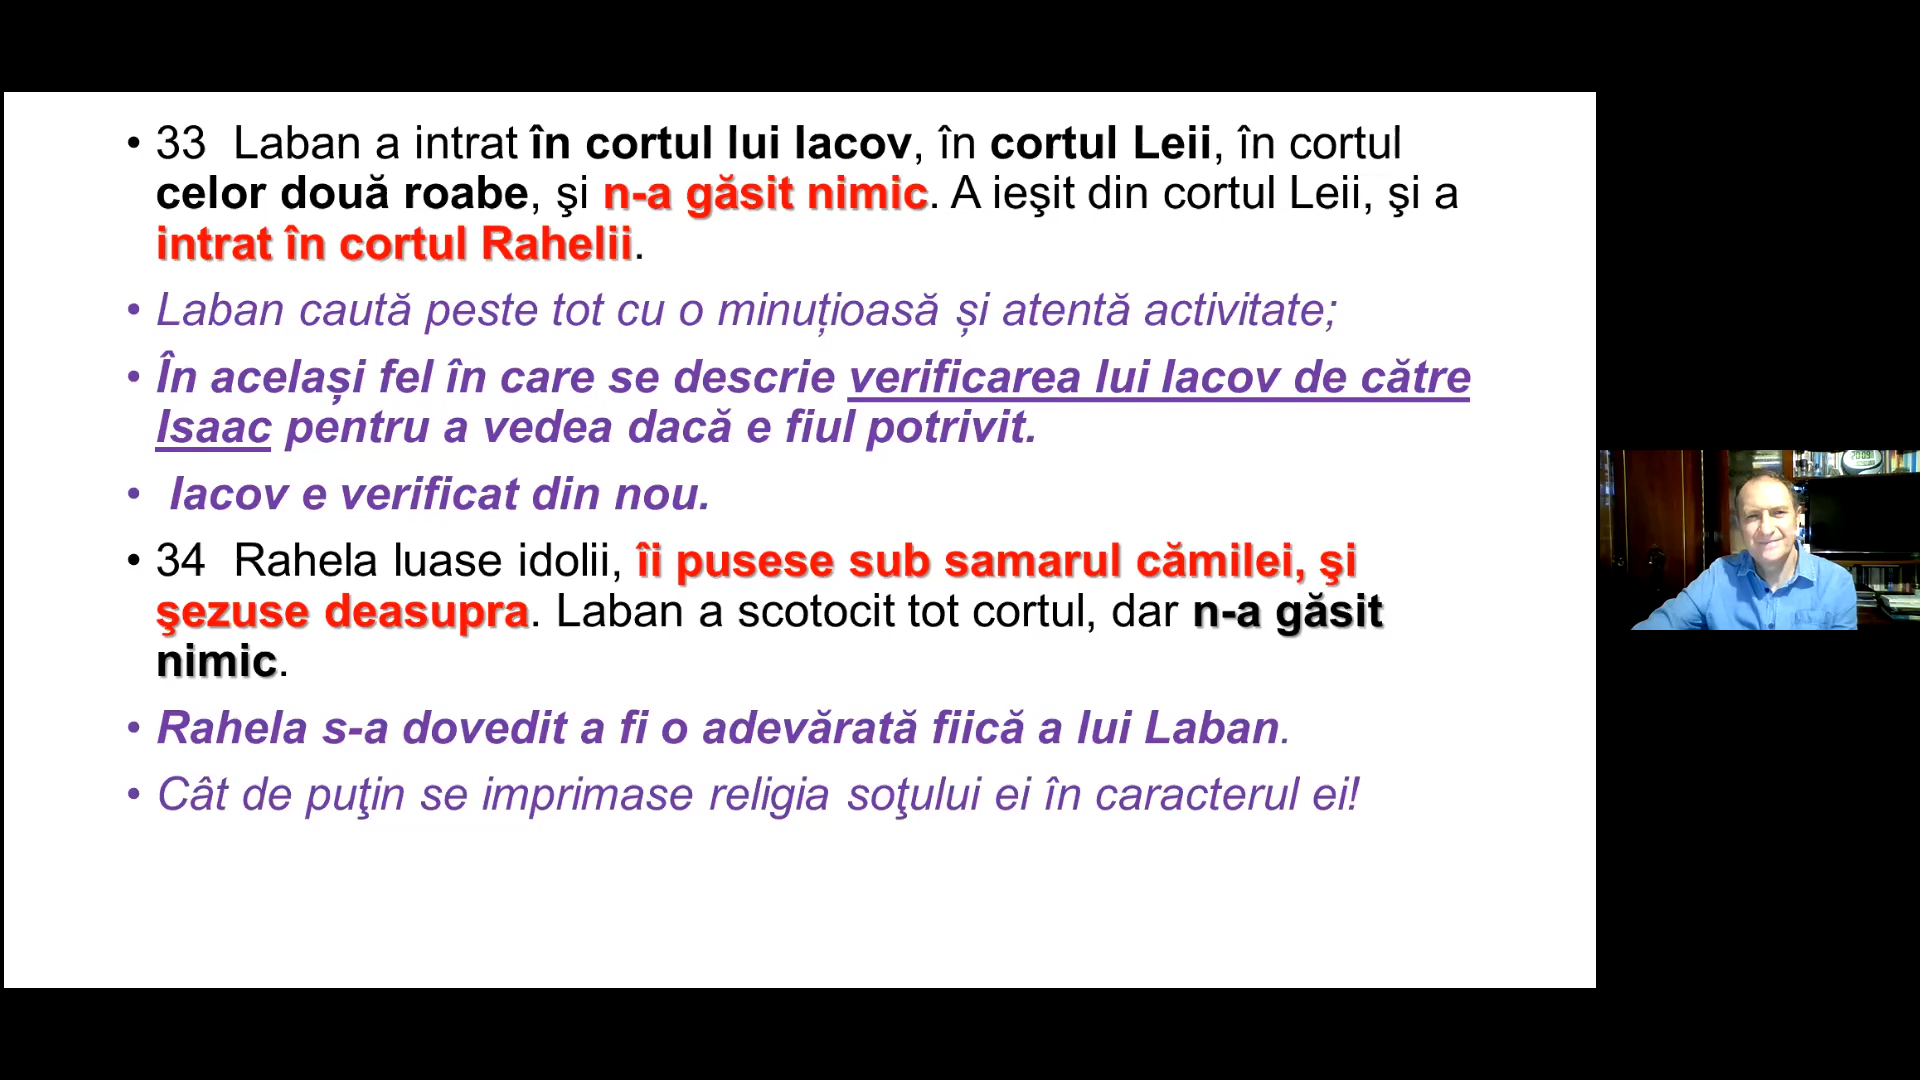 • 33 Laban a intrat în cortul lui Iacov, în cortul Leii, în cortul
celor două roabe, şi n-a găsit nimic. A ieşit din cortul Leii, şi a
intrat în cortul Rahelii.
• Laban caută peste tot cu o minuțioasă și atentă activitate;
• În același fel în care se descrie verificarea lui Iacov de către
Isaac pentru a vedea dacă e fiul potrivit.
• Iacov e verificat din nou.
• 34 Rahela luase idolii, îi pusese sub samarul cămilei, şi
şezuse deasupra. Laban a scotocit tot cortul, dar n-a găsit
nimic.
• Rahela s-a dovedit a fi o adevărată fiică a lui Laban.
• Cât de puţin se imprimase religia soţului ei în caracterul ei!